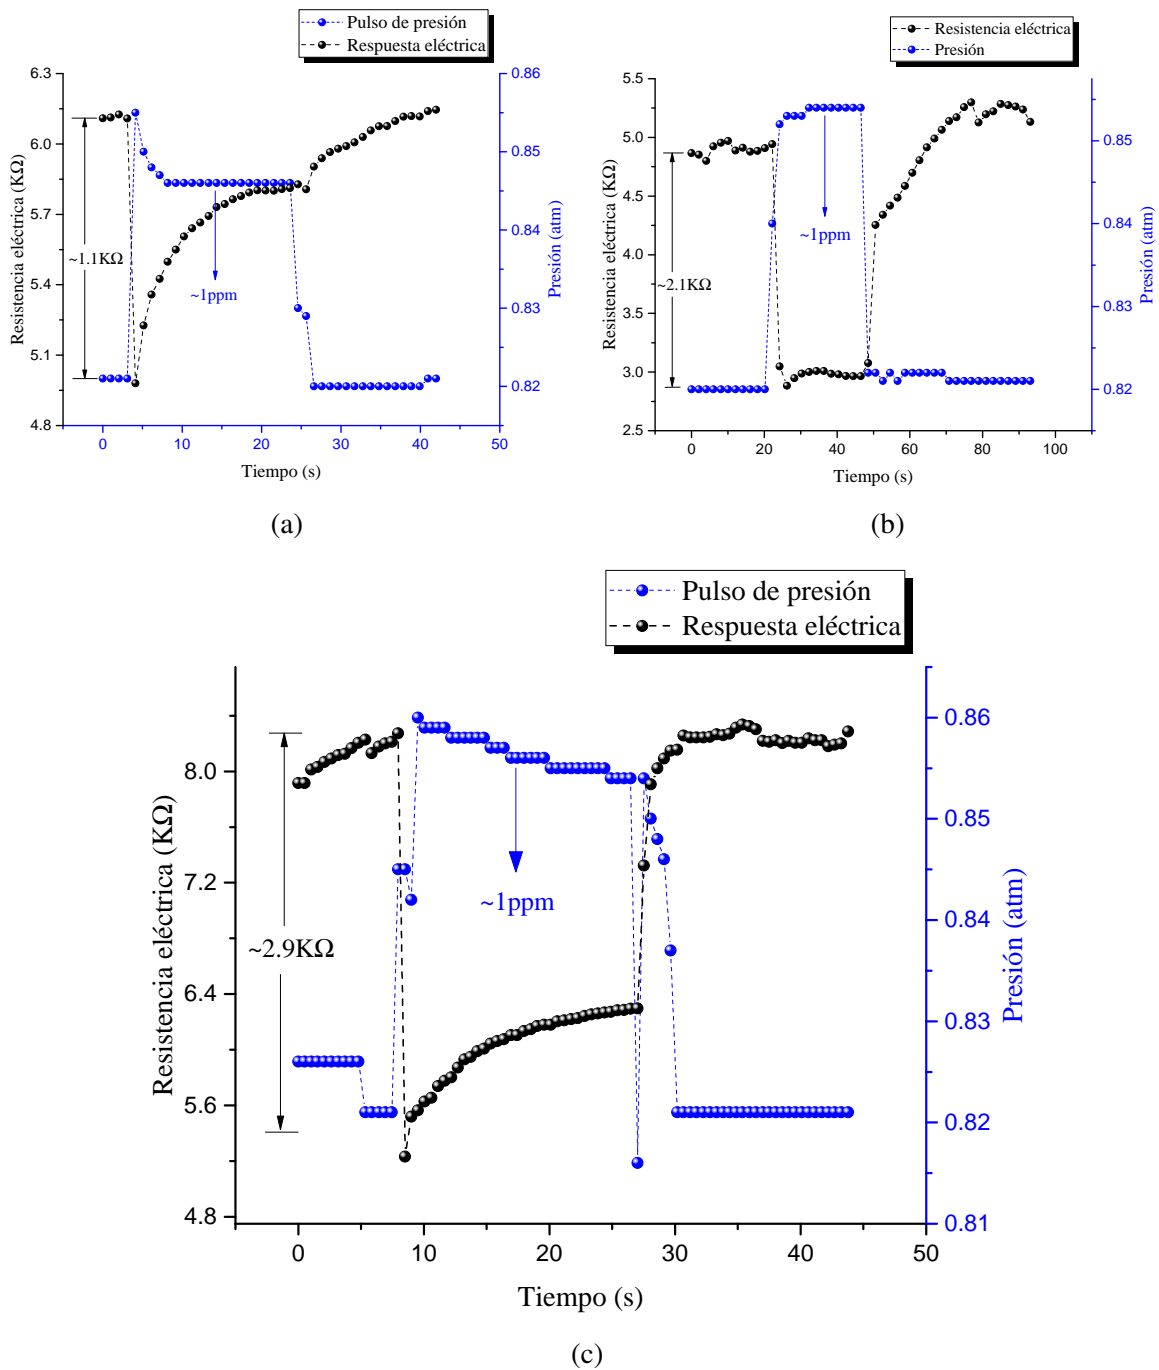 Pulso de presión
Respuesta eléctrica
6.3
6.0
5.7
5.4
5.1
4.8
Resistencia eléctrica (KΩ)
0.86
0.85
0.84
0.83
0.82
Presión (atm)
~1.1KΩ
~1ppm
0
10
20
30
40
50
Tiempo (s)
(a)
Resistencia eléctrica
Presión
5.5
5.0
4.5
4.0
3.5
3.0
2.5
Resistencia eléctrica (KΩ)
0.85
0.84
0.83
0.82
Presión (atm)
~1ppm
~2.1KΩ
0
20
40
60
80
100
Tiempo (s)
(b)
Pulso de presión
Respuesta eléctrica
8.0
7.2
6.4
5.6
4.8
Resistencia eléctrica (KΩ)
0.86
0.85
0.84
0.83
0.82
0.81
Presión (atm)
~1ppm
~2.9KΩ
0
10
20
30
40
50
Tiempo (s)
(c)